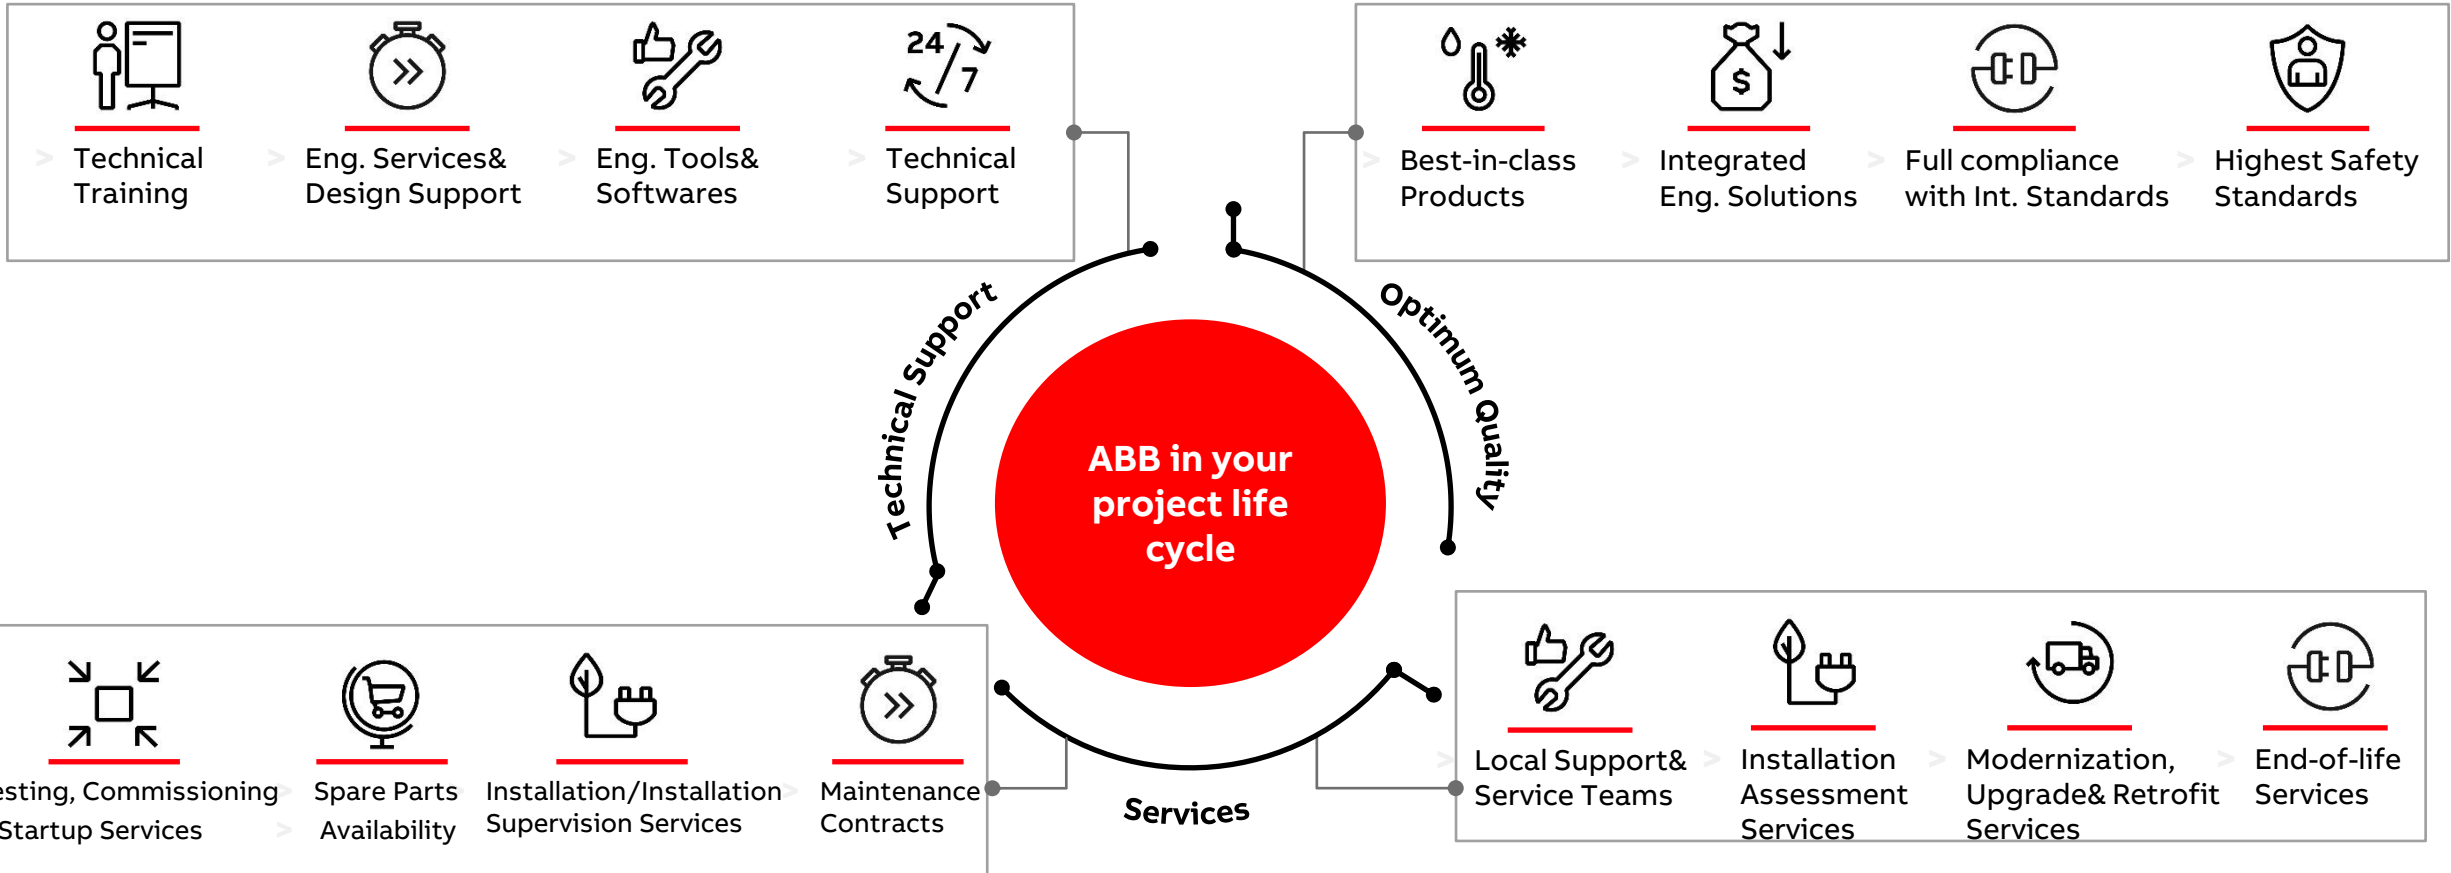 24/7
Technical
Training
Eng. Services&
Design Support
Eng. Tools&
Softwares
Technical
Support
$
Best-in-class
Products
Integrated
Eng. Solutions
Full compliance
with Int. Standards
Highest Safety
Standards
Technical Support
Optimum Quality
ABB in your
project life
cycle
Services
esting, Commissioning
Startup Services
Spare Parts
Availability
Installation/Installation
Supervision Services
Maintenance
Contracts
Local Support&
Service Teams
Installation
Assessment
Services
Modernization,
Upgrade& Retrofit
Services
End-of-life
Services